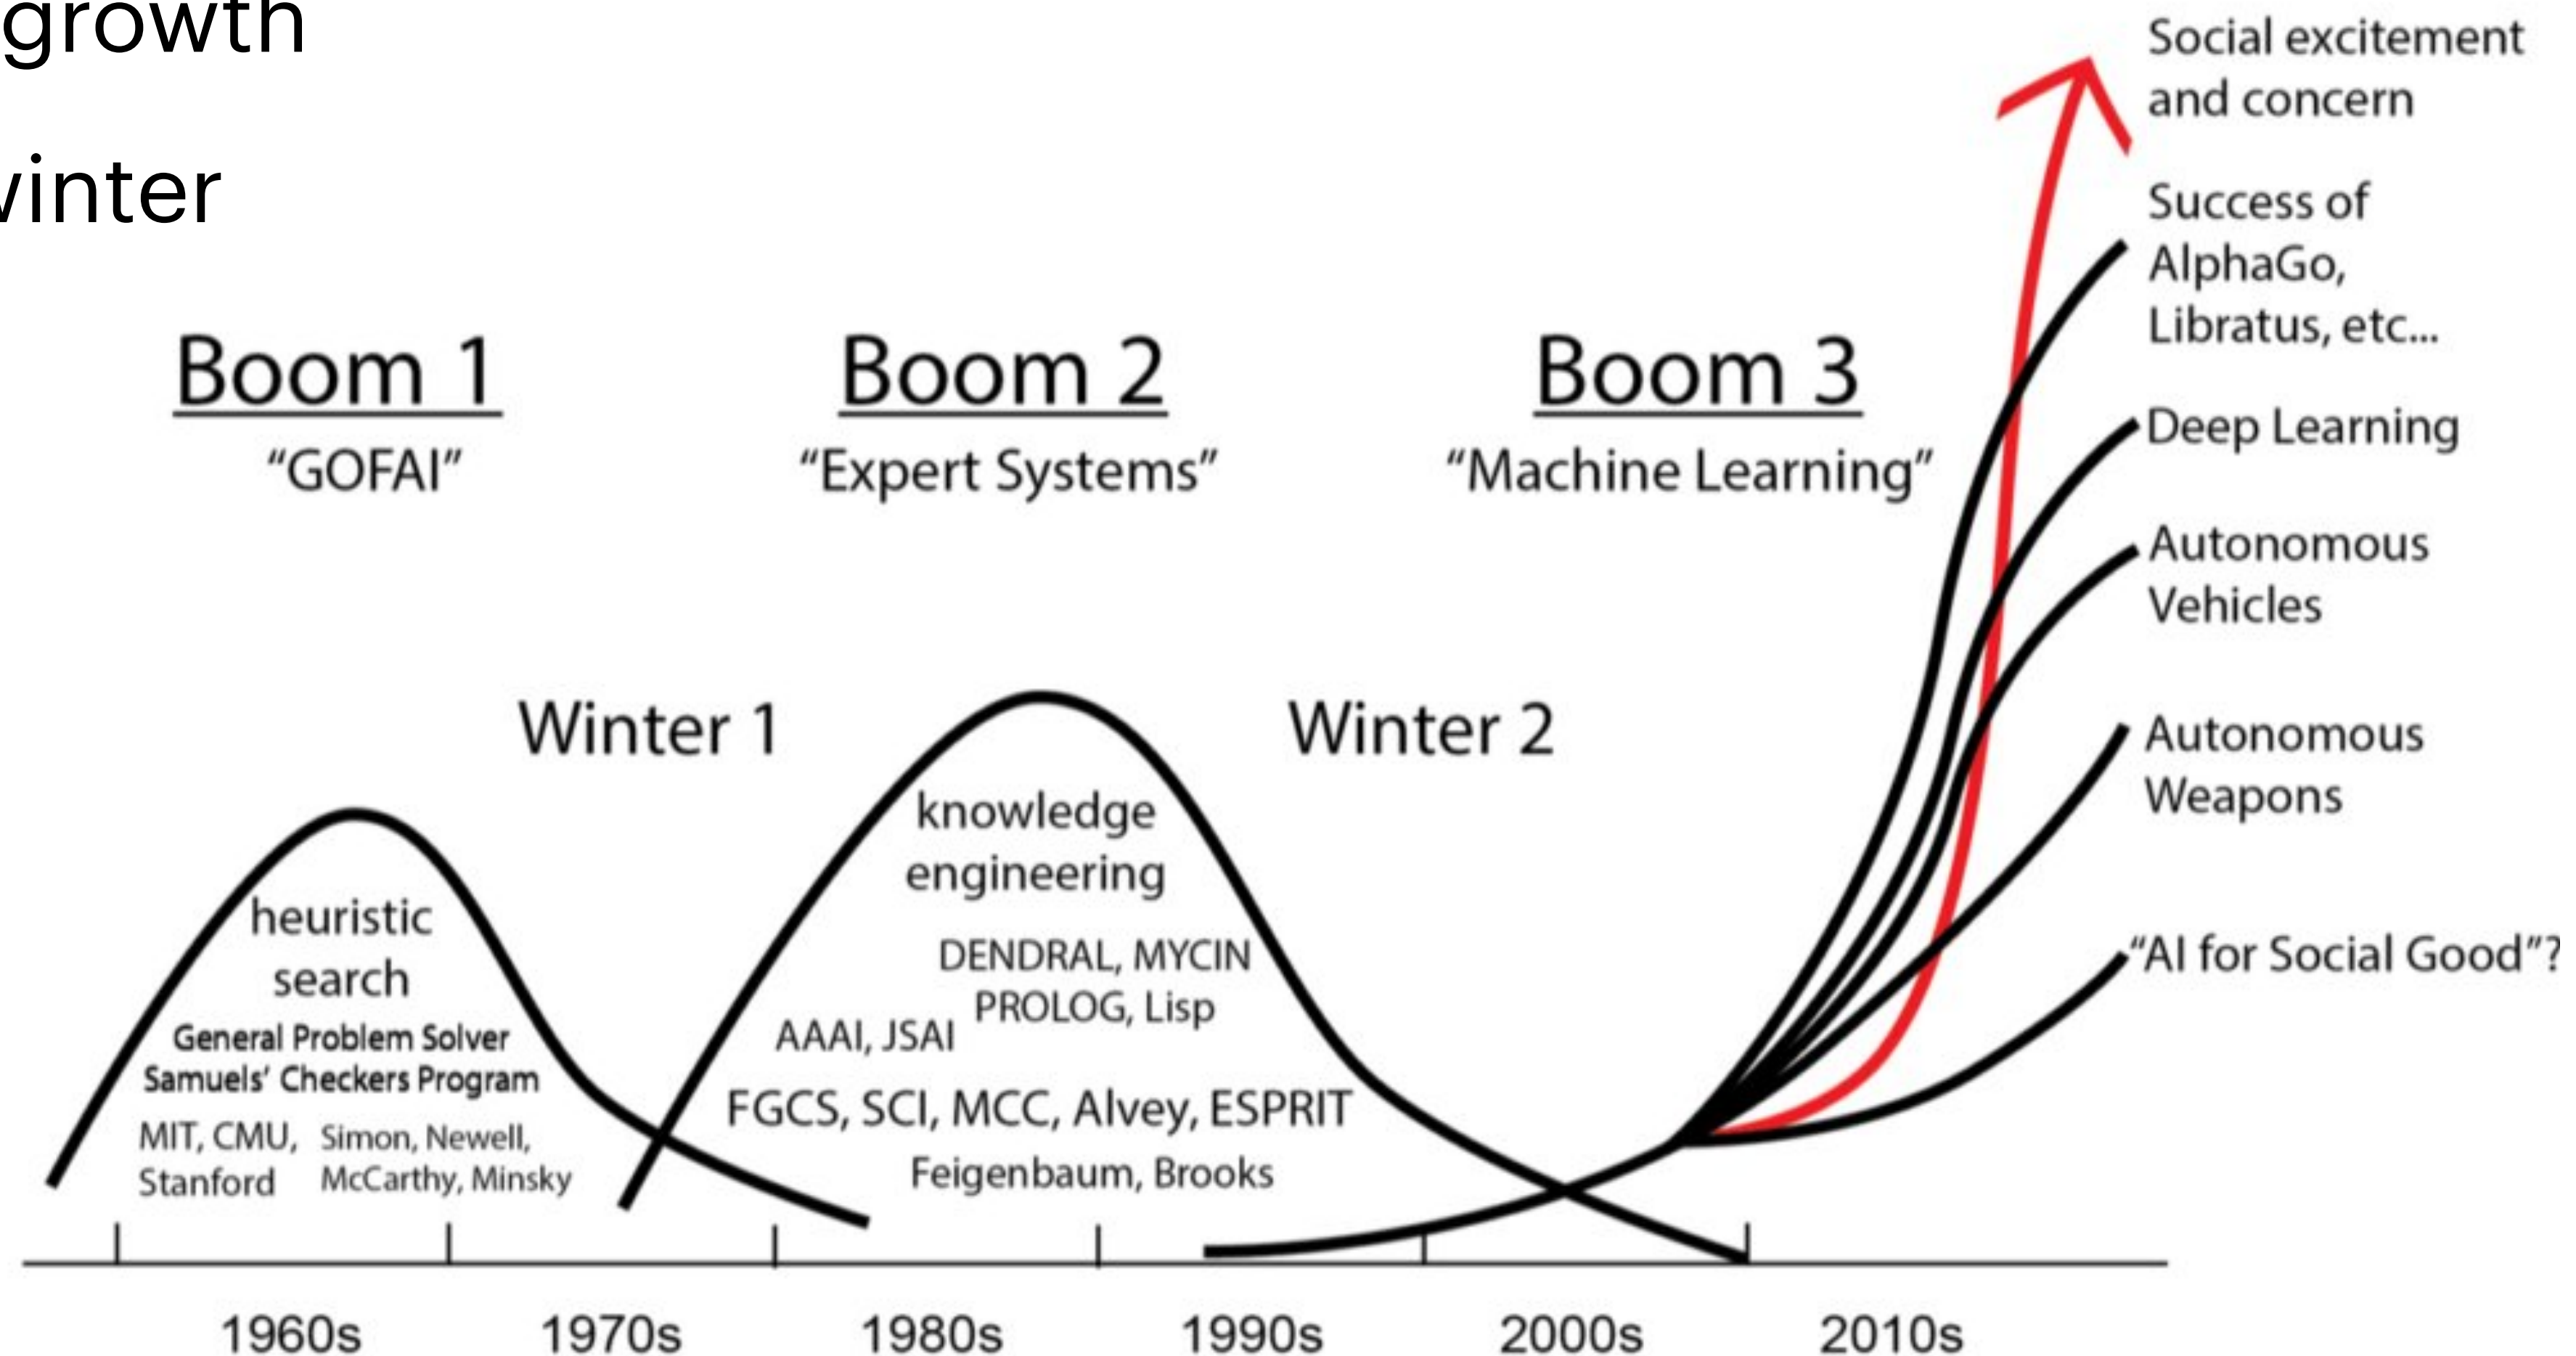 growth
winter
Boom 1
“GOFAI”
heuristic
search
General Problem Solver
Samuels’ Checkers Program
MIT, CMU,
Stanford
Simon, Newell,
McCarthy, Minsky
Winter 1
Boom 2
“Expert Systems”
knowledge
engineering
DENDRAL, MYCIN
PROLOG, Lisp
AAAI, JSAI
FGCS, SCI, MCC, Alvey, ESPRIT
Feigenbaum, Brooks
Winter 2
Boom 3
“Machine Learning”
Social excitement
and concern
Success of
AlphaGo,
Libratus, etc...
Deep Learning
Autonomous
Vehicles
Autonomous
Weapons
“AI for Social Good”?
1960s 1970s 1980s 1990s 2000s 2010s